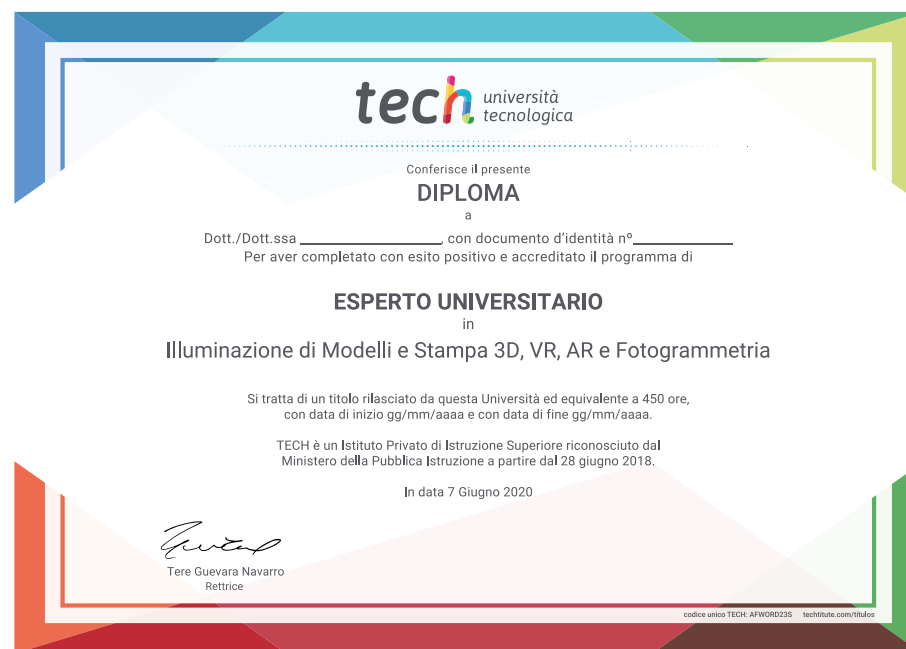 tech università
tecnologica
Conferisce il presente
DIPLOMA
a
Dott./Dott.ssa ____________________, con documento d'identità nº______________
Per aver completato con esito positivo e accreditato il programma di
ESPERTO UNIVERSITARIO
in
Illuminazione di Modelli e Stampa 3D, VR, AR e Fotogrammetria
Si tratta di un titolo rilasciato da questa Università ed equivalente a 450 ore,
con data di inizio gg/mm/aaaa e con data di fine gg/mm/aaaa.
TECH è un Istituto Privato di Istruzione Superiore riconosciuto dal
Ministero della Pubblica Istruzione a partire dal 28 giugno 2018.
In data 7 Giugno 2020
Tere Guevara Navarro
Rettrice
codice unico TECH: AFWORD23S techtitute.com/titulos